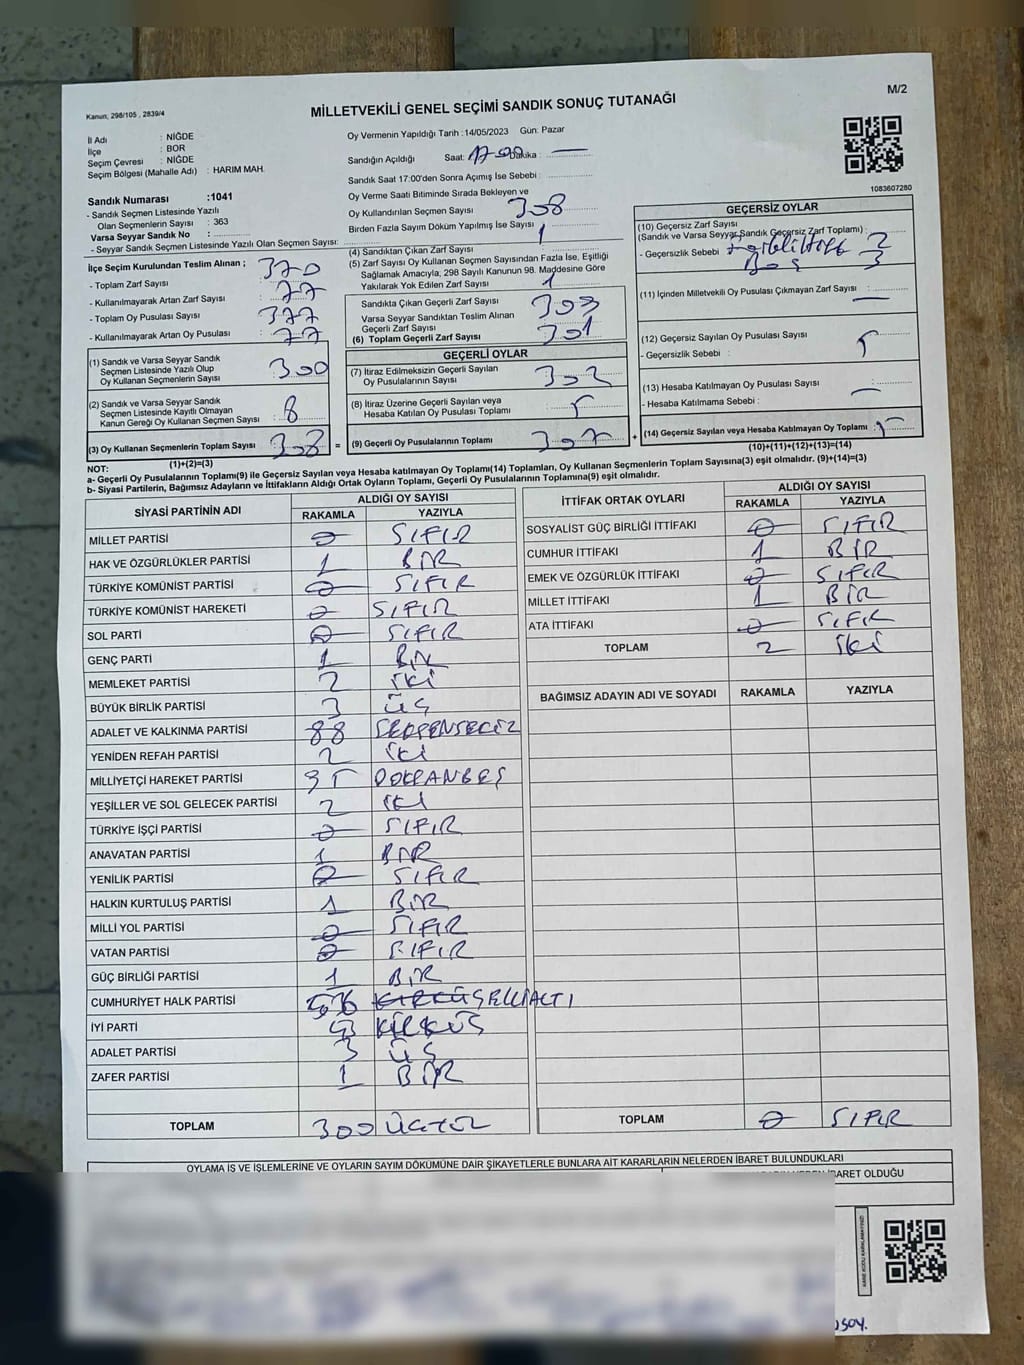 Kanun; 298/105 , 2839/4
MİLLETVEKİLİ GENEL SEÇİMİ SANDIK SONUÇ TUTANAĞI
M/2
İl Adı : NİĞDE
İlçe : BOR
Seçim Çevresi : NİĞDE
Seçim Bölgesi (Mahalle Adı) : HARIM MAH.
Sandık Numarası :1041
- Sandık Seçmen Listesinde Yazılı
Olan Seçmenlerin Sayısı : 363
Varsa Seyyar Sandık No :
- Seyyar Sandık Seçmen Listesinde Yazılı Olan Seçmen Sayısı:
Oy Vermenin Yapıldığı Tarih :14/05/2023 Gün: Pazar
Sandığın Açıldığı Saat: 17-00 Dakika : —
Sandık Saat 17:00'den Sonra Açımış İse Sebebi :
Oy Verme Saati Bitiminde Sırada Bekleyen ve
Oy Kullandırılan Seçmen Sayısı
Birden Fazla Sayım Döküm Yapılmış İse Sayısı
(4) Sandıktan Çıkan Zarf Sayısı 308
(5) Zarf Sayısı Oy Kullanan Seçmen Sayısından Fazla İse, Eşitliği
Sağlamak Amacıyla; 298 Sayılı Kanunun 98. Maddesine Göre
Yakılarak Yok Edilen Zarf Sayısı 1
1083607280
İlçe Seçim Kurulundan Teslim Alınan ;
- Toplam Zarf Sayısı : 370
- Kullanılmayarak Artan Zarf Sayısı : 77
- Toplam Oy Pusulası Sayısı : 377
- Kullanılmayarak Artan Oy Pusulası : 77
Sandıkta Çıkan Geçerli Zarf Sayısı 303
Varsa Seyyar Sandıktan Teslim Alınan
Geçerli Zarf Sayısı
(6) Toplam Geçerli Zarf Sayısı 301
GEÇERSİZ OYLAR
(10) Geçersiz Zarf Sayısı
(Sandık ve Varsa Seyyar Sandık Geçersiz Zarf Toplamı) :
- Geçersizlik Sebebi : 2
Boş 3
(11) İçinden Milletvekili Oy Pusulası Çıkmayan Zarf Sayısı : —
(12) Geçersiz Sayılan Oy Pusulası Sayısı 5
- Geçersizlik Sebebi :
(13) Hesaba Katılmayan Oy Pusulası Sayısı —
- Hesaba Katılmama Sebebi : —
(14) Geçersiz Sayılan veya Hesaba Katılmayan Oy Toplamı : 5
(10)+(11)+(12)+(13)=(14)
(1) Sandık ve Varsa Seyyar Sandık
Seçmen Listesinde Yazılı Olup
Oy Kullanan Seçmenlerin Sayısı 300
(2) Sandık ve Varsa Seyyar Sandık
Seçmen Listesinde Kayıtlı Olmayan
Kanun Gereği Oy Kullanan Seçmen Sayısı : 8
(3) Oy Kullanan Seçmenlerin Toplam Sayısı 308 =
(1)+(2)=(3)
GEÇERLİ OYLAR
(7) İtiraz Edilmeksizin Geçerli Sayılan
Oy Pusulalarının Sayısı 302
(8) İtiraz Üzerine Geçerli Sayılan veya
Hesaba Katılan Oy Pusulası Toplamı 5
(9) Geçerli Oy Pusulalarının Toplamı 307 +
NOT:
a- Geçerli Oy Pusulalarının Toplamı(9) ile Geçersiz Sayılan veya Hesaba katılmayan Oy Toplamı(14) Toplamları, Oy Kullanan Seçmenlerin Toplam Sayısına(3) eşit olmalıdır. (9)+(14)=(3)
b- Siyasi Partilerin, Bağımsız Adayların ve İttifakların Aldığı Ortak Oyların Toplamı, Geçerli Oy Pusulalarının Toplamına(9) eşit olmalıdır.
SİYASİ PARTİNİN ADI ALDIĞI OY SAYISI
RAKAMLA YAZIYLA
MİLLET PARTİSİ 0 SIFIR
HAK VE ÖZGÜRLÜKLER PARTİSİ 1 BİR
TÜRKİYE KOMÜNİST PARTİSİ 0 SIFIR
TÜRKİYE KOMÜNİST HAREKETİ 0 SIFIR
SOL PARTİ 0 SIFIR
GENÇ PARTİ 1 BİR
MEMLEKET PARTİSİ 2 İKİ
BÜYÜK BİRLİK PARTİSİ 3 ÜÇ
ADALET VE KALKINMA PARTİSİ 88 SEKSENSEKİZ
YENİDEN REFAH PARTİSİ 2 İKİ
MİLLİYETÇİ HAREKET PARTİSİ 95 DOKSANBEŞ
YEŞİLLER VE SOL GELECEK PARTİSİ 2 İKİ
TÜRKİYE İŞÇİ PARTİSİ 0 SIFIR
ANAVATAN PARTİSİ 1 BİR
YENİLİK PARTİSİ 0 SIFIR
HALKIN KURTULUŞ PARTİSİ 1 BİR
MİLLİ YOL PARTİSİ 0 SIFIR
VATAN PARTİSİ 0 SIFIR
GÜÇ BİRLİĞİ PARTİSİ 1 BİR
CUMHURİYET HALK PARTİSİ 56 KIRKÜÇ ELLİALTI
İYİ PARTİ 43 KIRKÜÇ
ADALET PARTİSİ 3 ÜÇ
ZAFER PARTİSİ 1 BİR
TOPLAM 300 ÜÇYÜZ
İTTİFAK ORTAK OYLARI ALDIĞI OY SAYISI
RAKAMLA YAZIYLA
SOSYALİST GÜÇ BİRLİĞİ İTTİFAKI 0 SIFIR
CUMHUR İTTİFAKI 1 BİR
EMEK VE ÖZGÜRLÜK İTTİFAKI 0 SIFIR
MİLLET İTTİFAKI 1 BİR
ATA İTTİFAKI 0 SIFIR
TOPLAM 2 İKİ
BAĞIMSIZ ADAYIN ADI VE SOYADI RAKAMLA YAZIYLA
TOPLAM 0 SIFIR
OYLAMA İŞ VE İŞLEMLERİNE VE OYLARIN SAYIM DÖKÜMÜNE DAİR ŞİKAYETLERLE BUNLARA AİT KARARLARIN NELERDEN İBARET BULUNDUKLARI
İBARET OLDUĞU